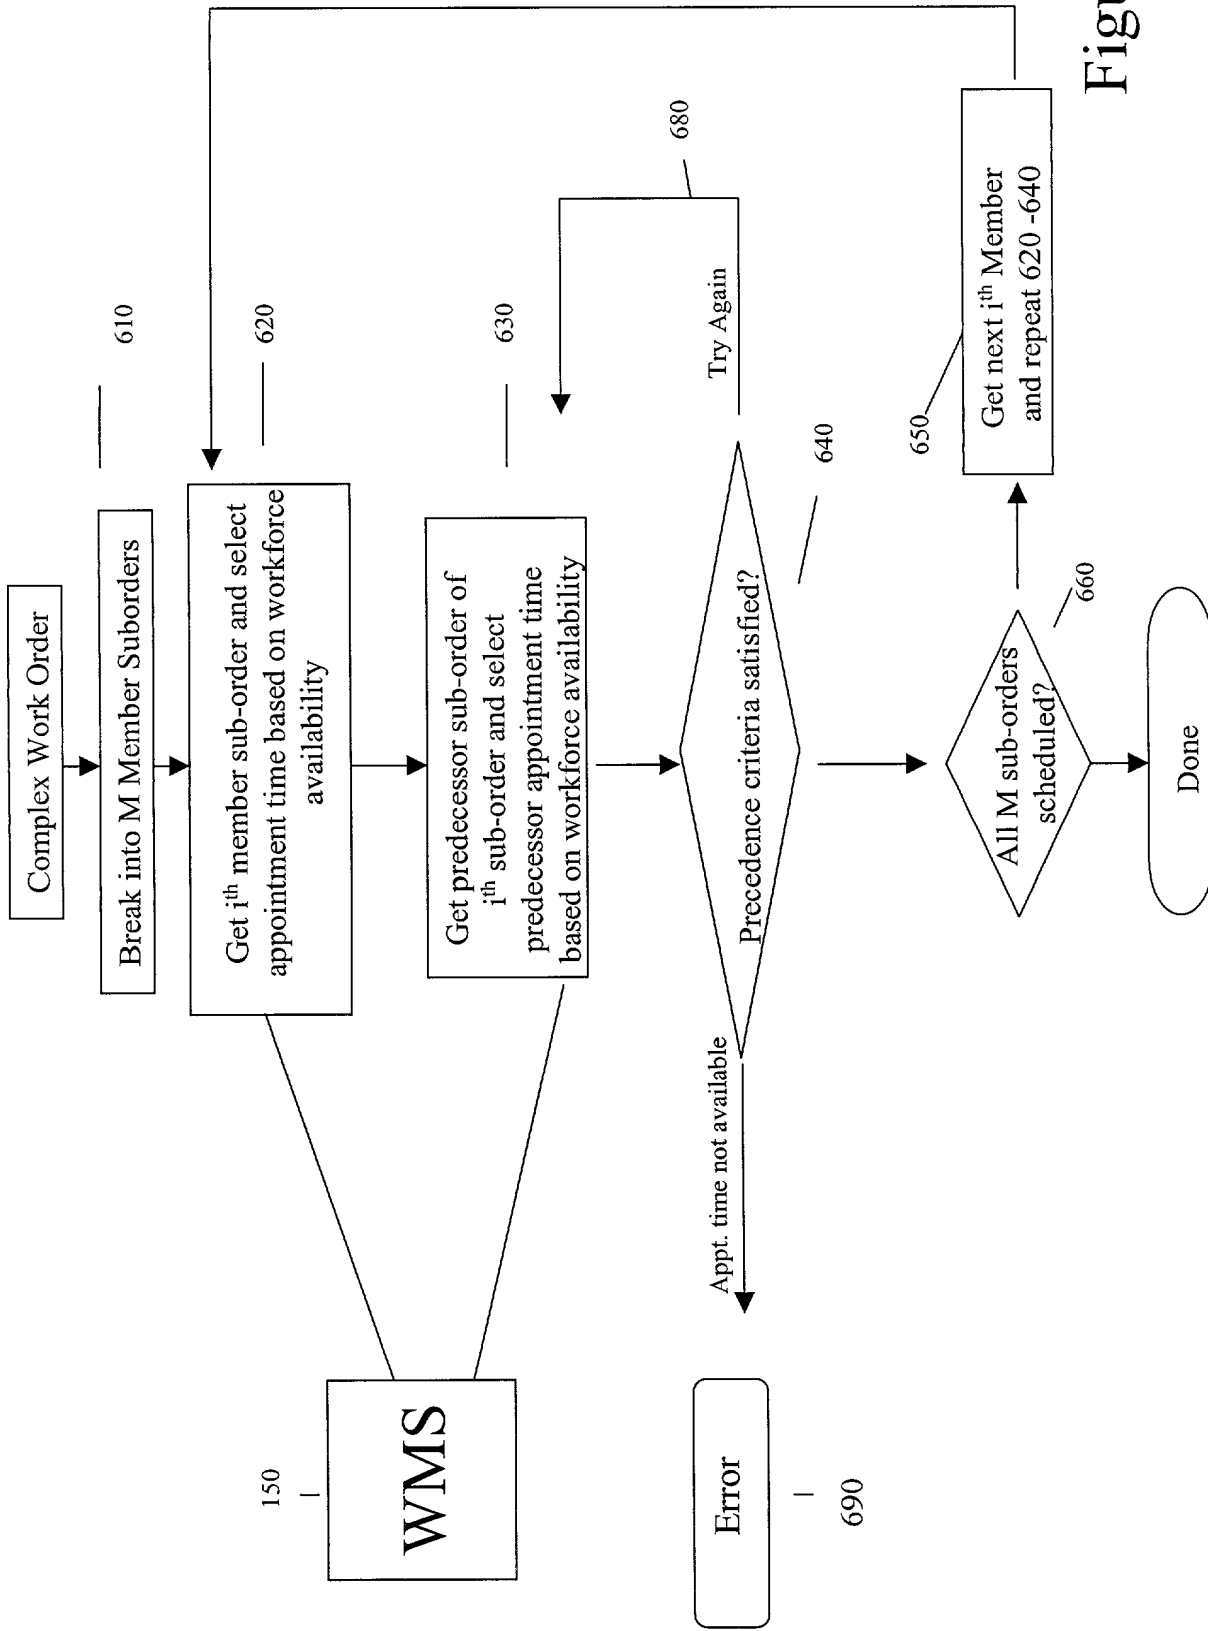 Complex Work Order
Break into M Member Suborders
610
Get ith member sub-order and select
appointment time based on workforce
availability
620
Get predecessor sub-order of
ith sub-order and select
predecessor appointment time
based on workforce availability
630
WMS
150
Precedence criteria satisfied?
640
Try Again
680
Appt. time not available
Error
690
All M sub-orders
scheduled?
660
Get next ith Member
and repeat 620 -640
650
Done